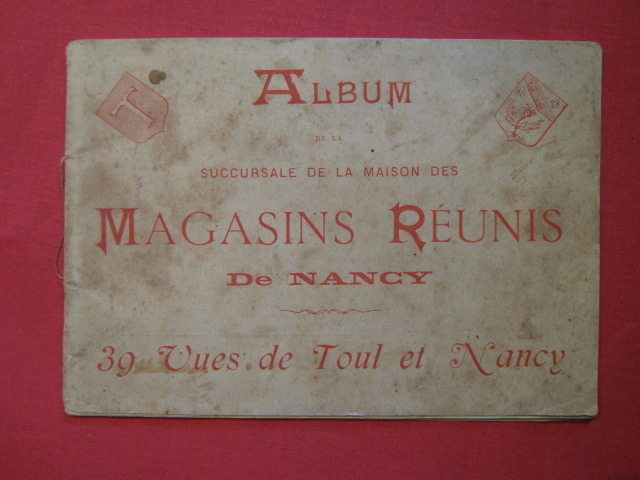 ALBUM
DE LA
SUCCURSALE DE LA MAISON DES
MAGASINS RÉUNIS
De NANCY
39 Vues de Toul et Nancy
T